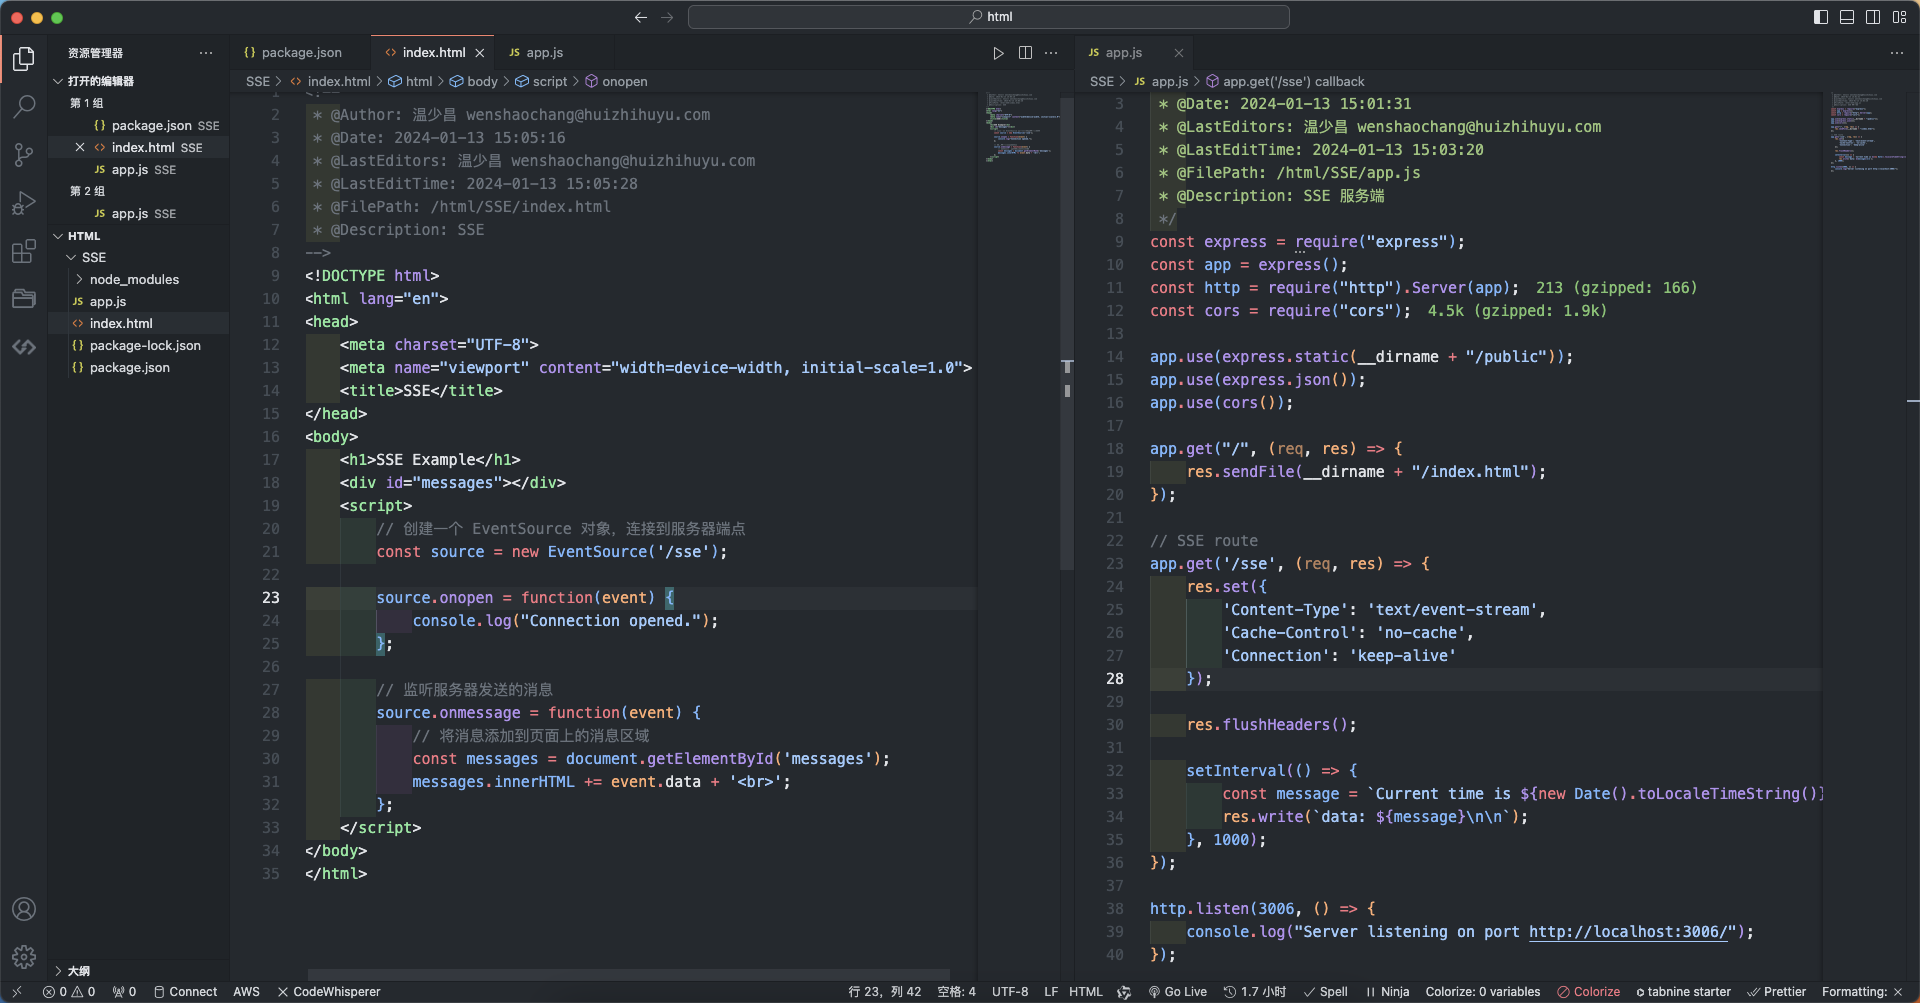 html
资源管理器
打开的编辑器
第 1 组
package.json SSE
index.html SSE
app.js SSE
第 2 组
app.js SSE
HTML
SSE
node_modules
app.js
index.html
package-lock.json
package.json
大纲
package.json
index.html
app.js
SSE > index.html > html > body > script > onopen
1
2 * @Author: 温少昌 wenshaochang@huizhihuyu.com
3 * @Date: 2024-01-13 15:05:16
4 * @LastEditors: 温少昌 wenshaochang@huizhihuyu.com
5 * @LastEditTime: 2024-01-13 15:05:28
6 * @FilePath: /html/SSE/index.html
7 * @Description: SSE
8 -->
9 <!DOCTYPE html>
10 <html lang="en">
11 <head>
12 <meta charset="UTF-8">
13 <meta name="viewport" content="width=device-width, initial-scale=1.0">
14 <title>SSE</title>
15 </head>
16 <body>
17 <h1>SSE Example</h1>
18 <div id="messages"></div>
19 <script>
20 // 创建一个 EventSource 对象，连接到服务器端点
21 const source = new EventSource('/sse');
22
23 source.onopen = function(event) {
24 console.log("Connection opened.");
25 };
26
27 // 监听服务器发送的消息
28 source.onmessage = function(event) {
29 // 将消息添加到页面上的消息区域
30 const messages = document.getElementById('messages');
31 messages.innerHTML += event.data + '<br>';
32 };
33 </script>
34 </body>
35 </html>
app.js
SSE > app.js > app.get('/sse') callback
3 * @Date: 2024-01-13 15:01:31
4 * @LastEditors: 温少昌 wenshaochang@huizhihuyu.com
5 * @LastEditTime: 2024-01-13 15:03:20
6 * @FilePath: /html/SSE/app.js
7 * @Description: SSE 服务端
8 */
9 const express = require("express");
10 const app = express();
11 const http = require("http").Server(app); 213 (gzipped: 166)
12 const cors = require("cors"); 4.5k (gzipped: 1.9k)
13
14 app.use(express.static(__dirname + "/public"));
15 app.use(express.json());
16 app.use(cors());
17
18 app.get("/", (req, res) => {
19 res.sendFile(__dirname + "/index.html");
20 });
21
22 // SSE route
23 app.get('/sse', (req, res) => {
24 res.set({
25 'Content-Type': 'text/event-stream',
26 'Cache-Control': 'no-cache',
27 'Connection': 'keep-alive'
28 });
29
30 res.flushHeaders();
31
32 setInterval(() => {
33 const message = `Current time is ${new Date().toLocaleTimeString()}
34 res.write(`data: ${message}\n\n`);
35 }, 1000);
36 });
37
38 http.listen(3006, () => {
39 console.log("Server listening on port http://localhost:3006/");
40 });
0 0 0 Connect AWS CodeWhisperer 行 23，列 42 空格: 4 UTF-8 LF HTML Go Live 1.7 小时 Spell Ninja Colorize: 0 variables Colorize tabnine starter Prettier Formatting: ×